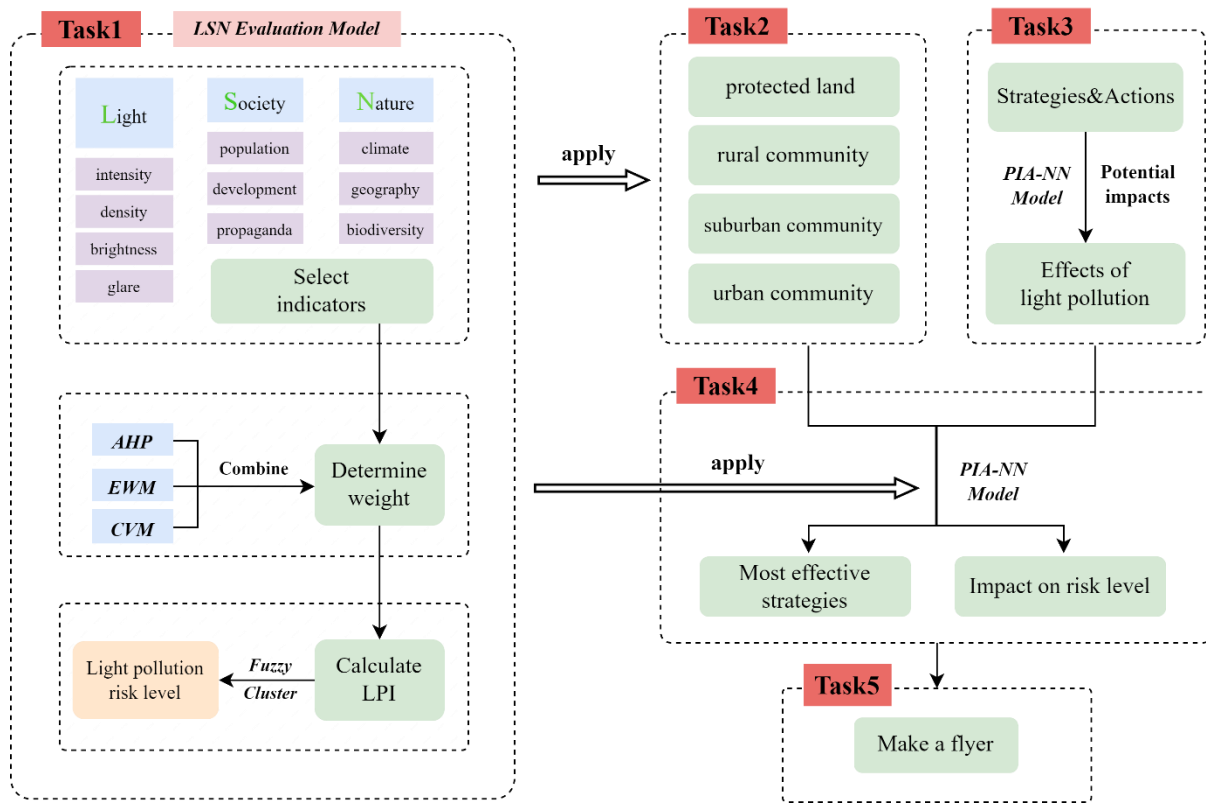 Task1
LSN Evaluation Model
Light
intensity
density
brightness
glare
Society
population
development
propaganda
Nature
climate
geography
biodiversity
Select
indicators
AHP
EWM
CVM
Combine
Determine
weight
Calculate
LPI
Fuzzy
Cluster
Light pollution
risk level
apply
Task2
protected land
rural community
suburban community
urban community
Task3
Strategies&Actions
PIA-NN
Model
Potential
impacts
Effects of
light pollution
apply
Task4
PIA-NN
Model
Most effective
strategies
Impact on risk level
Task5
Make a flyer